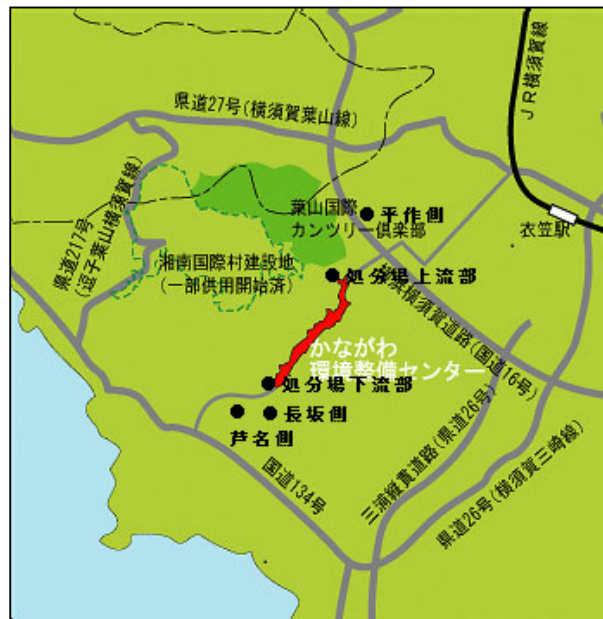 県道27号(横須賀葉山線)
JR横須賀線
県道217号
(逗子葉山横須賀線)
葉山国際
カンツリー倶楽部
平作側
衣笠駅
湘南国際村建設地
(一部供用開始済)
処分場上流部
横須賀道路(国道16号)
かながわ
環境整備センター
処分場下流部
長坂側
芦名側
国道134号
三浦縦貫道路(県道26号)
県道26号(横須賀三崎線)